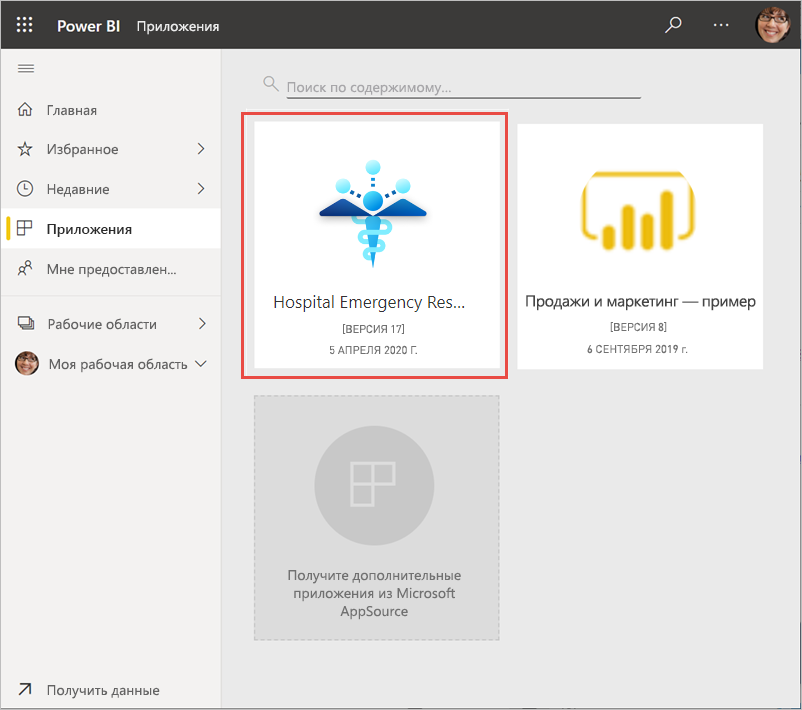 Power BI Приложения
Главная
Избранное
Недавние
Приложения
Мне предоставлен...
Рабочие области
Моя рабочая область
Получить данные
Поиск по содержимому...
Hospital Emergency Res...
[ВЕРСИЯ 17]
5 АПРЕЛЯ 2020 Г.
Продажи и маркетинг — пример
[ВЕРСИЯ 8]
6 СЕНТЯБРЯ 2019 г.
Получите дополнительные
приложения из Microsoft
AppSource